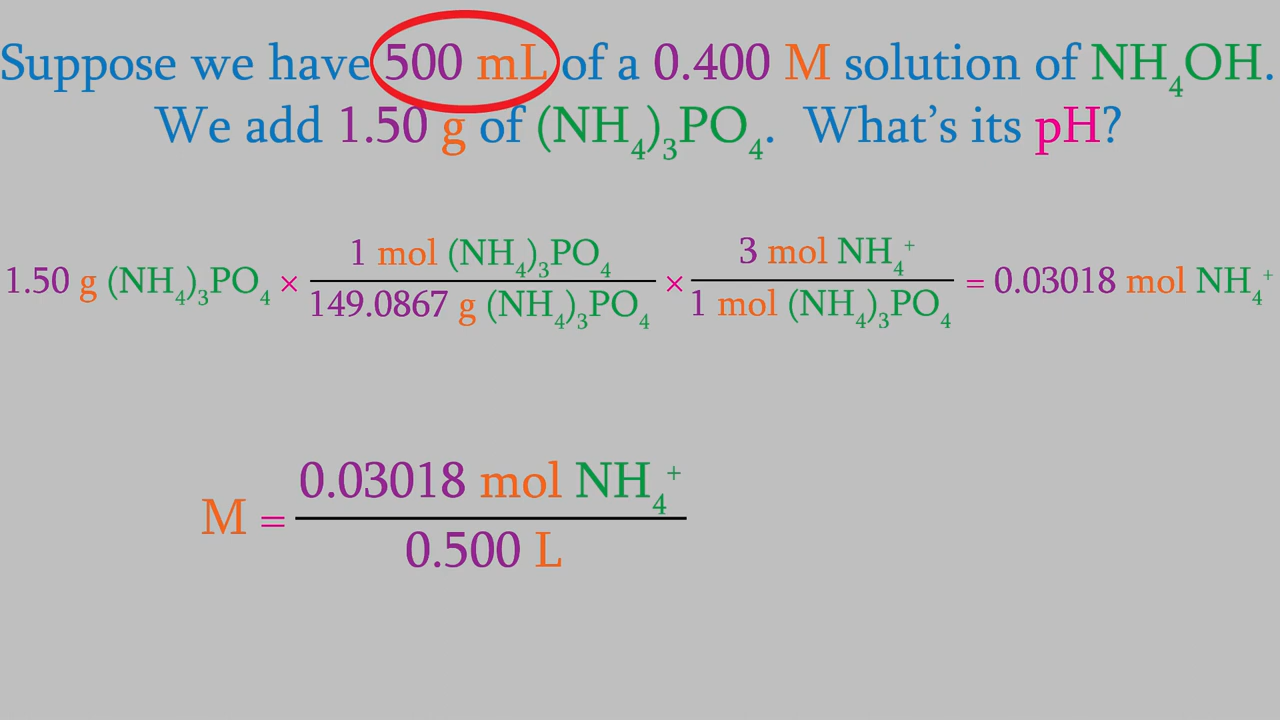 Suppose we have 500 mL of a 0.400 M solution of NH₄OH.
We add 1.50 g of (NH₄)₃PO₄. What’s its pH?
1.50 g (NH₄)₃PO₄ × 1 mol (NH₄)₃PO₄ / 149.0867 g (NH₄)₃PO₄ × 3 mol NH₄⁺ / 1 mol (NH₄)₃PO₄ = 0.03018 mol NH₄⁺
M = 0.03018 mol NH₄⁺ / 0.500 L